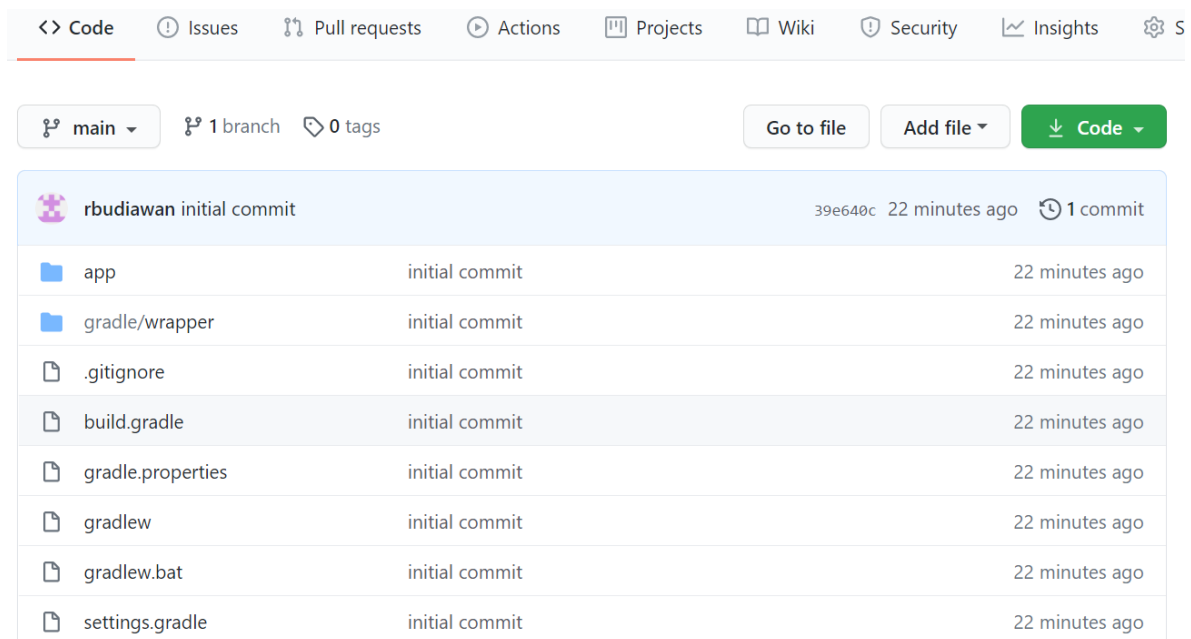 Code Issues Pull requests Actions Projects Wiki Security Insights S
main 1 branch 0 tags Go to file Add file Code
rbudiawan initial commit 39e640c 22 minutes ago 1 commit
app initial commit 22 minutes ago
gradle/wrapper initial commit 22 minutes ago
.gitignore initial commit 22 minutes ago
build.gradle initial commit 22 minutes ago
gradle.properties initial commit 22 minutes ago
gradlew initial commit 22 minutes ago
gradlew.bat initial commit 22 minutes ago
settings.gradle initial commit 22 minutes ago